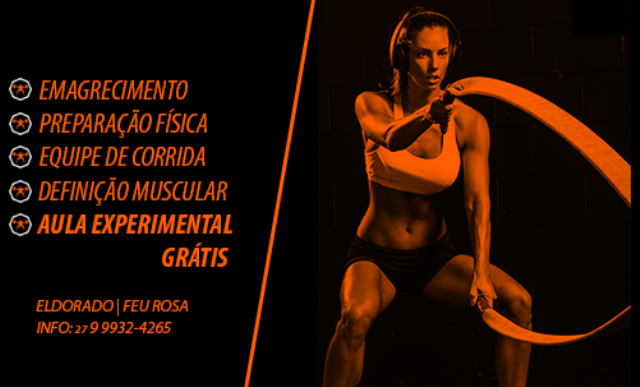 EMAGRECIMENTO
PREPARAÇÃO FÍSICA
EQUIPE DE CORRIDA
DEFINIÇÃO MUSCULAR
AULA EXPERIMENTAL
GRÁTIS
ELDORADO | FEU ROSA
INFO: 27 9 9932-4265